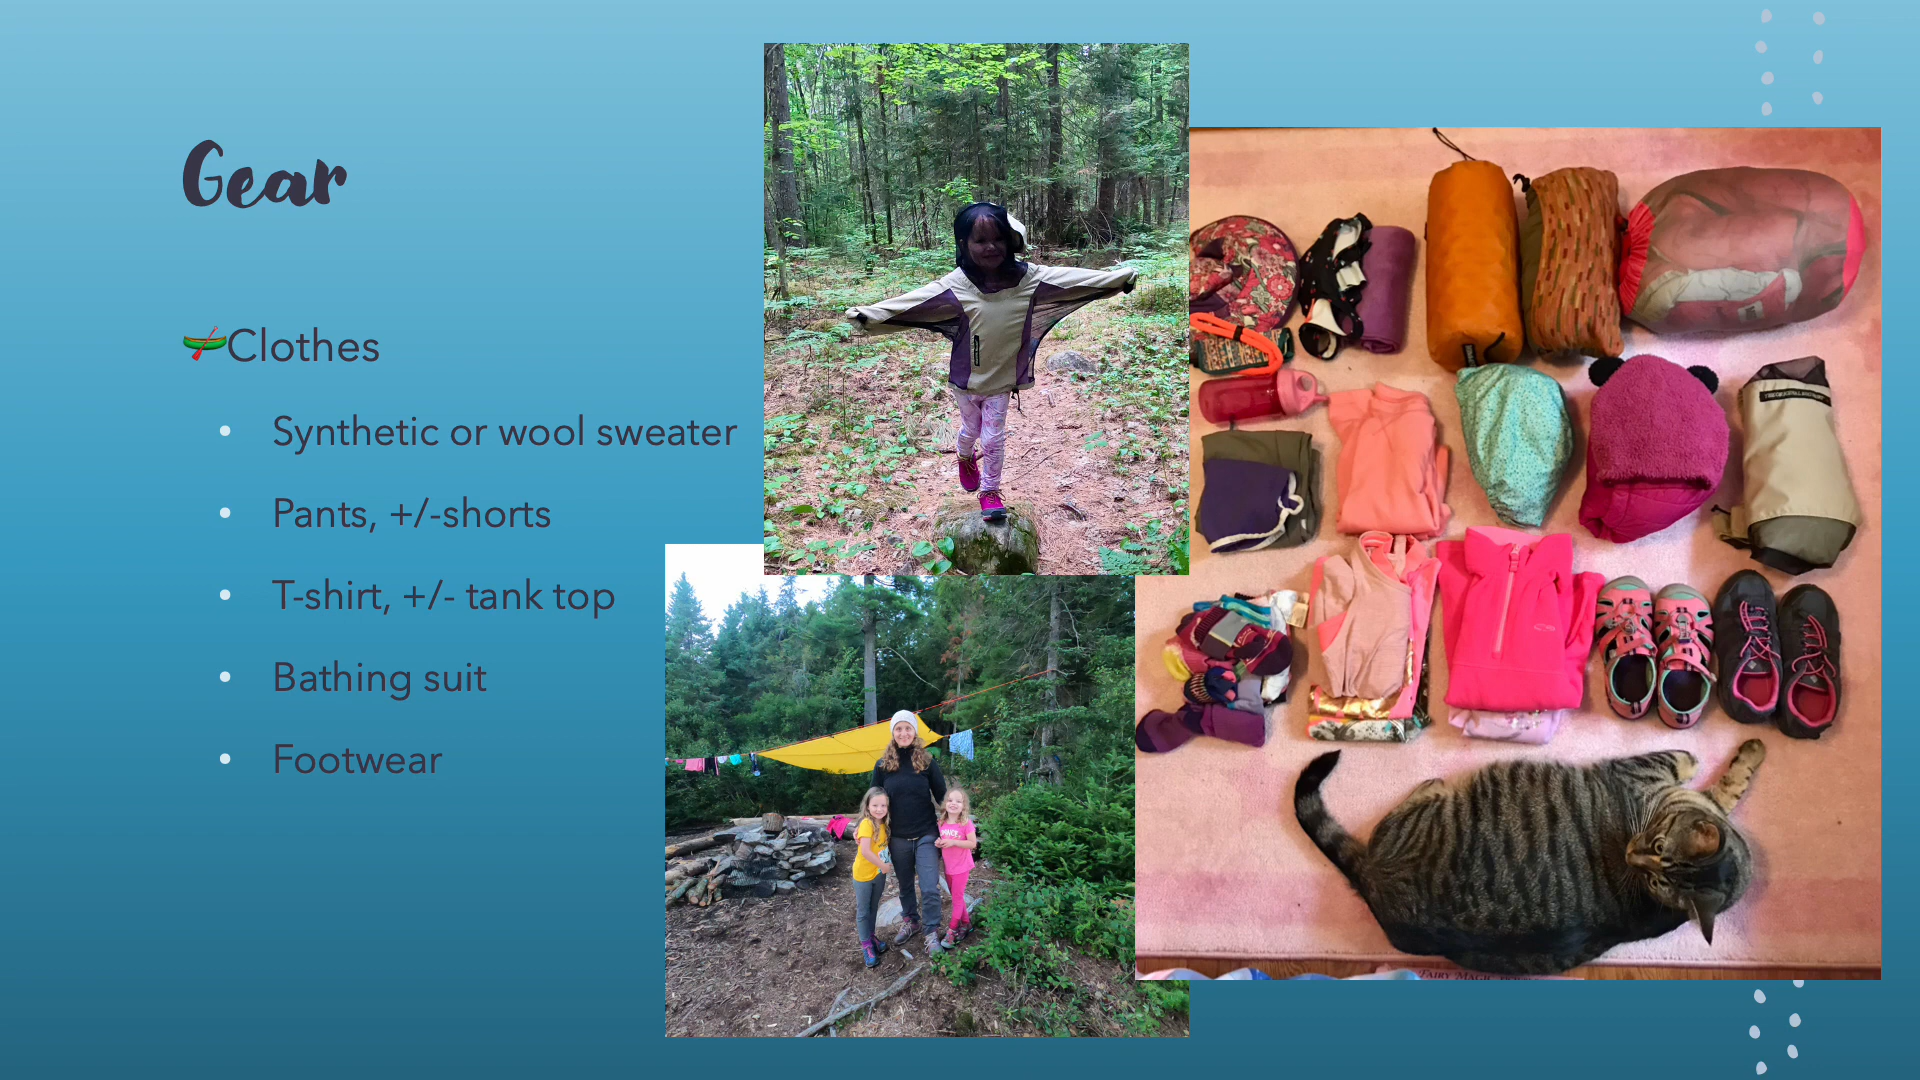 Gear
Clothes
• Synthetic or wool sweater
• Pants, +/-shorts
• T-shirt, +/- tank top
• Bathing suit
• Footwear